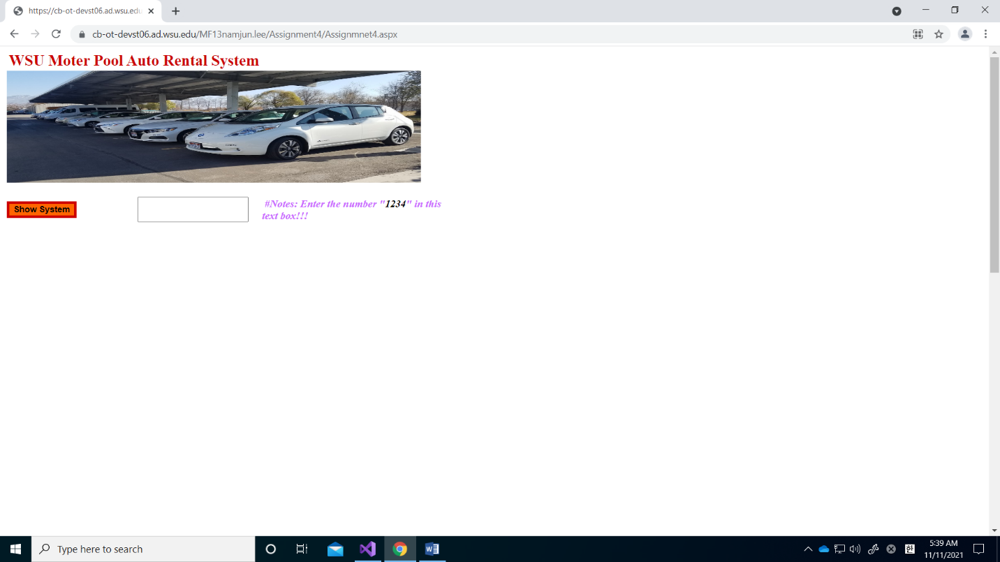 https://cb-ot-devst06.ad.wsu.edu
cb-ot-devst06.ad.wsu.edu/MF13namjun.lee/Assignment4/Assignmnet4.aspx
WSU Moter Pool Auto Rental System
Show System
#Notes: Enter the number "1234" in this
text box!!!
Type here to search
5:39 AM
11/11/2021